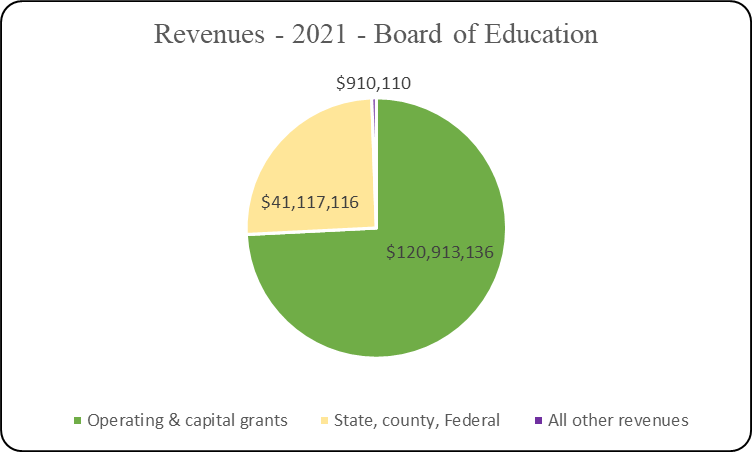 Revenues - 2021 - Board of Education
$910,110
$41,117,116
$120,913,136
Operating & capital grants State, county, Federal All other revenues